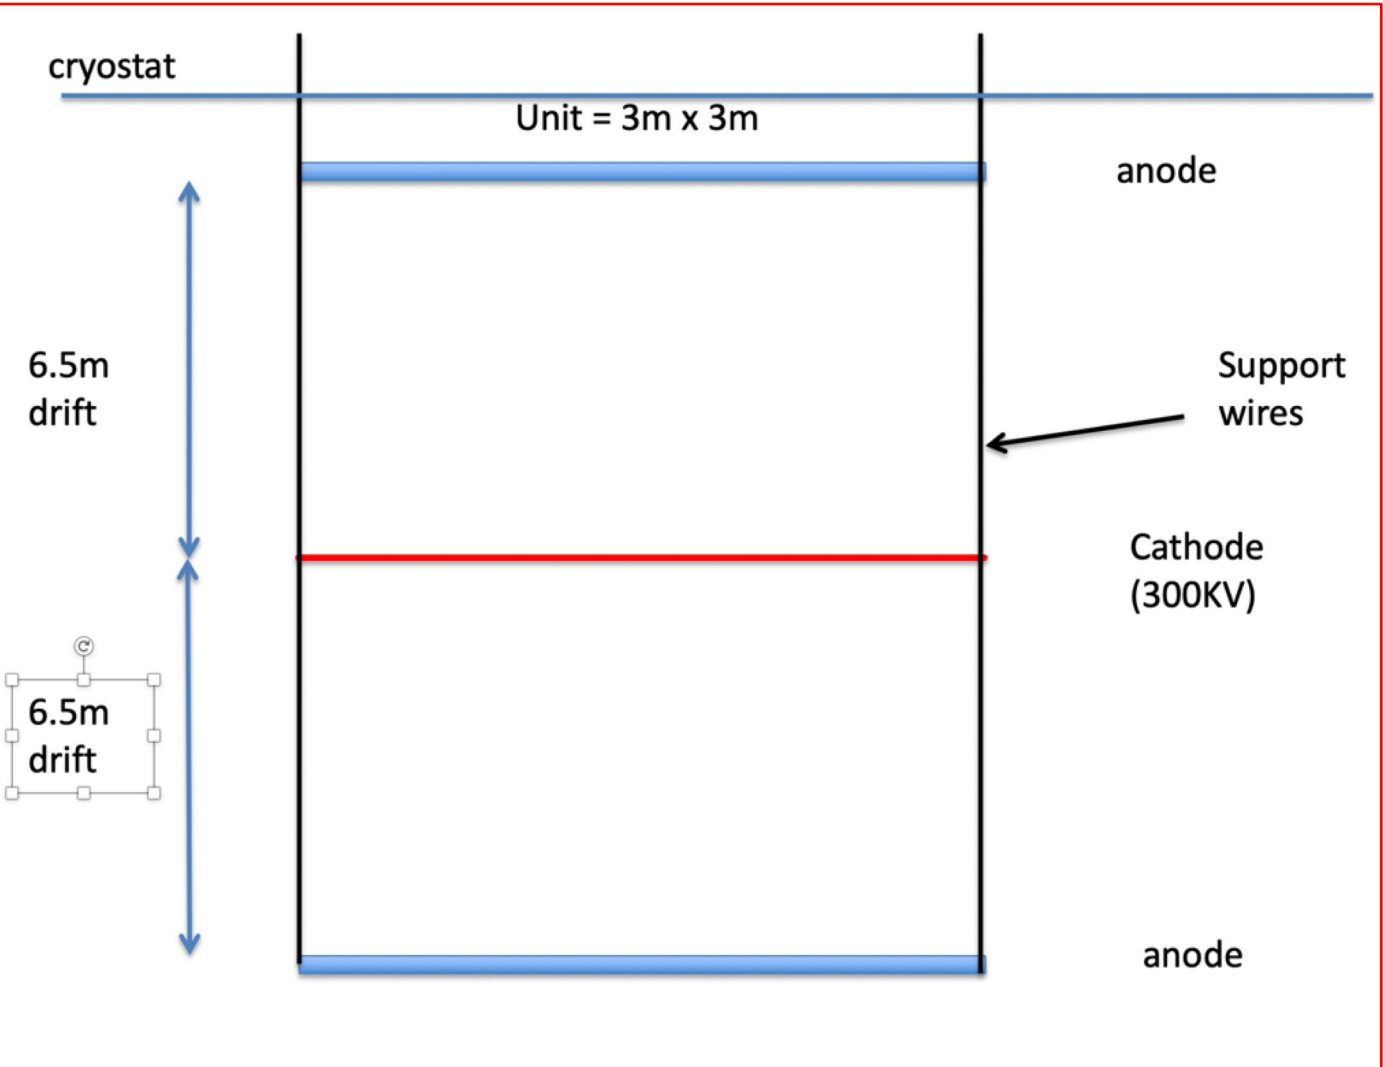 cryostat
Unit = 3m x 3m
anode
6.5m
drift
Support
wires
Cathode
(300KV)
6.5m
drift
anode